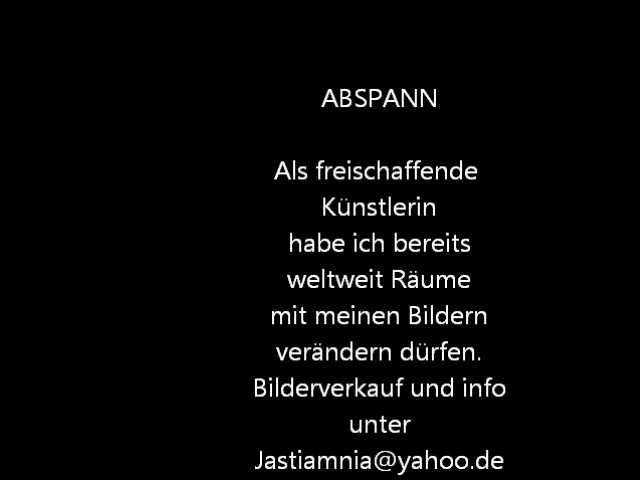 ABSPANN
Als freischaffende
Künstlerin
habe ich bereits
weltweit Räume
mit meinen Bildern
verändern dürfen.
Bilderverkauf und info
unter
Jastiamnia@yahoo.de